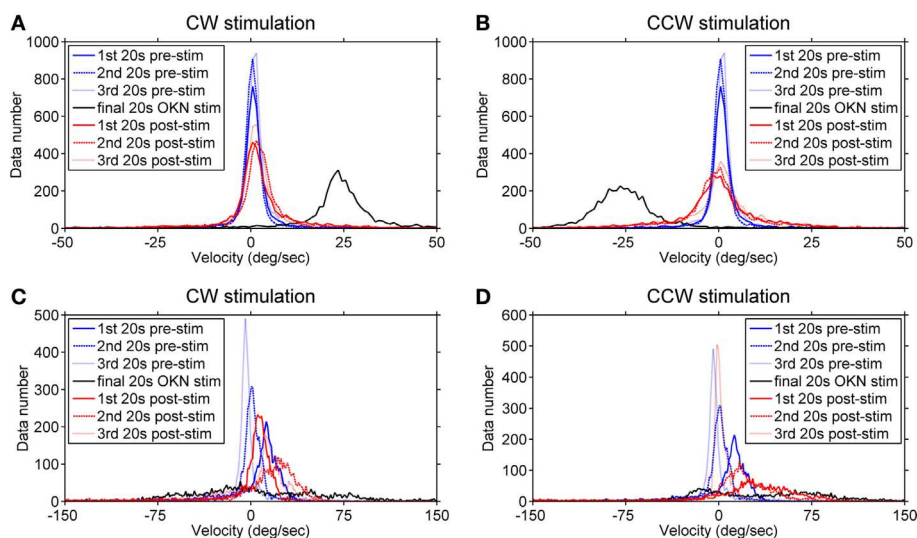 A
CW stimulation
1000
800
600
400
200
0
Data number
-50
-25
0
25
50
Velocity (deg/sec)
1st 20s pre-stim
2nd 20s pre-stim
3rd 20s pre-stim
final 20s OKN stim
1st 20s post-stim
2nd 20s post-stim
3rd 20s post-stim
B
CCW stimulation
1000
800
600
400
200
0
Data number
-50
-25
0
25
50
Velocity (deg/sec)
1st 20s pre-stim
2nd 20s pre-stim
3rd 20s pre-stim
final 20s OKN stim
1st 20s post-stim
2nd 20s post-stim
3rd 20s post-stim
C
CW stimulation
500
400
300
200
100
0
Data number
-150
-75
0
75
150
Velocity (deg/sec)
1st 20s pre-stim
2nd 20s pre-stim
3rd 20s pre-stim
final 20s OKN stim
1st 20s post-stim
2nd 20s post-stim
3rd 20s post-stim
D
CCW stimulation
600
500
400
300
200
100
0
Data number
-150
-75
0
75
150
Velocity (deg/sec)
1st 20s pre-stim
2nd 20s pre-stim
3rd 20s pre-stim
final 20s OKN stim
1st 20s post-stim
2nd 20s post-stim
3rd 20s post-stim